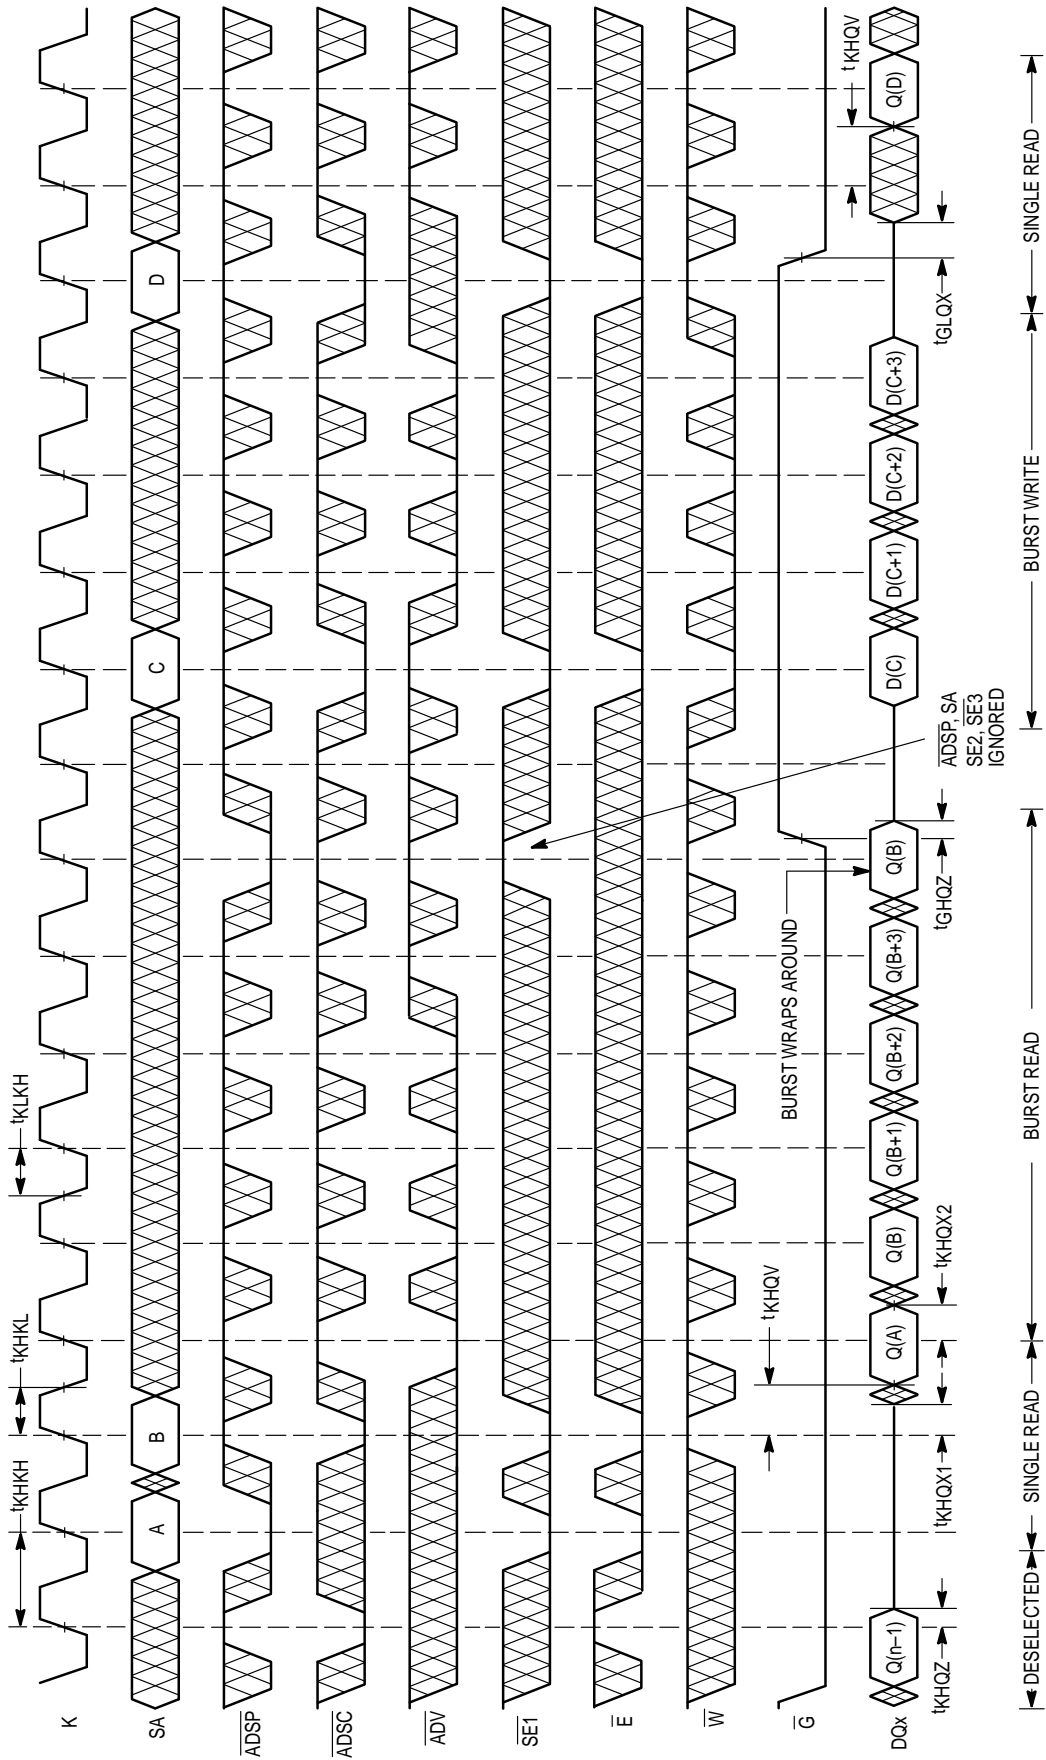 tKHKH
tKHKL
tKLKH
K
SA
A
B
C
D
ADSP
ADSC
ADV
SE1
E
W
G
tKHQV
BURST WRAPS AROUND
ADSP, SA
SE2, SE3
IGNORED
tKHQV
DQx
Q(n–1)
Q(A)
Q(B)
Q(B+1)
Q(B+2)
Q(B+3)
Q(B)
D(C)
D(C+1)
D(C+2)
D(C+3)
Q(D)
tKHQZ
tKHQX1
tKHQX2
tGHQZ
tGLQX
DESELECTED
SINGLE READ
BURST READ
BURST WRITE
SINGLE READ